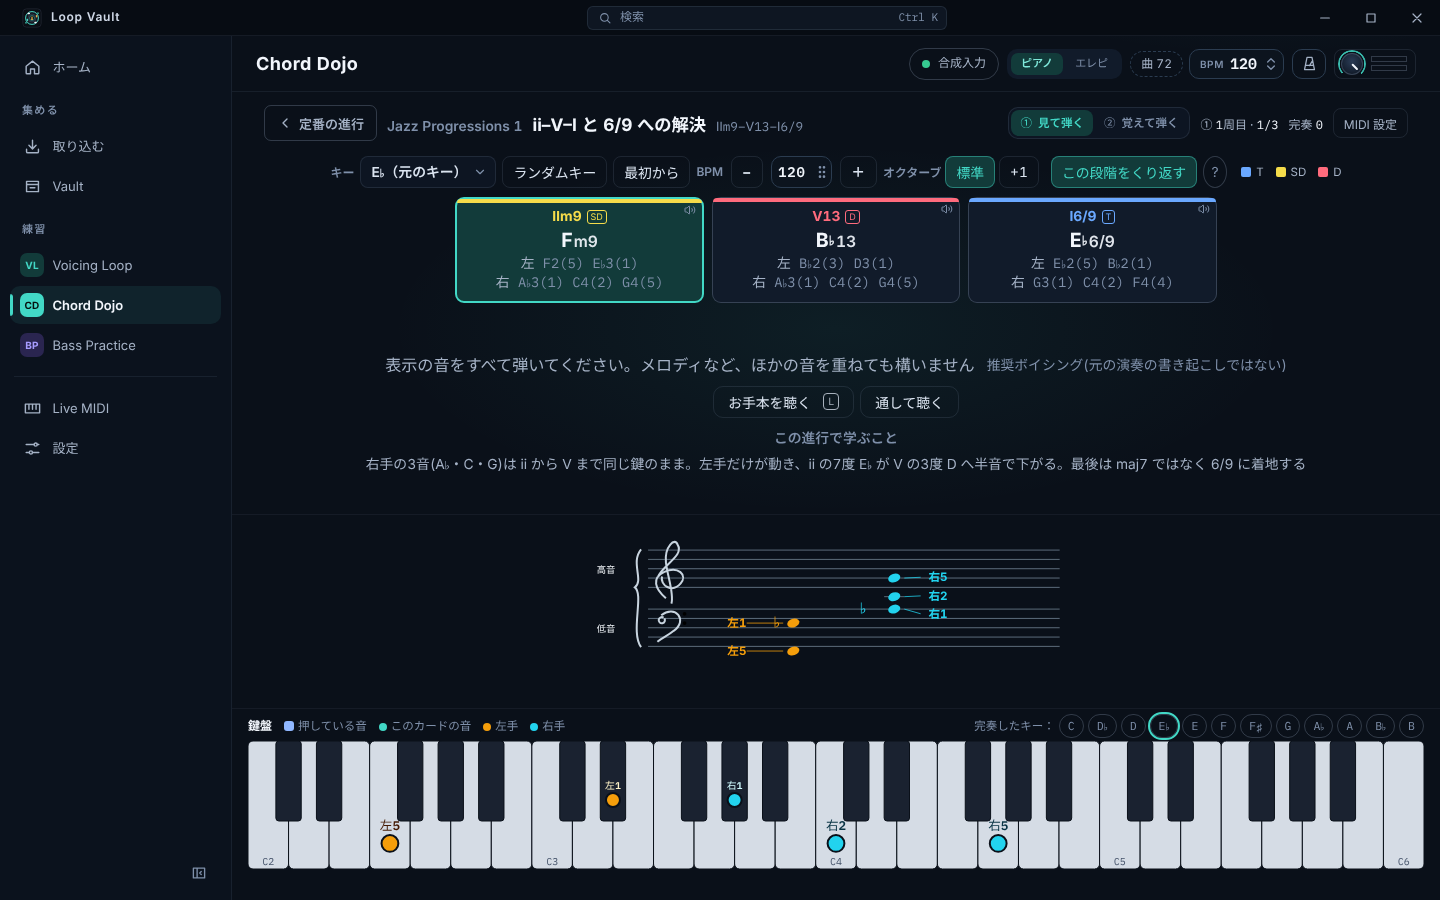 Loop Vault
検索
Ctrl K
ホーム
集める
取り込む
Vault
練習
VL Voicing Loop
CD Chord Dojo
BP Bass Practice
Live MIDI
設定
Chord Dojo
合成入力
ピアノ エレピ
曲 72
BPM 120
定番の進行
Jazz Progressions 1 ii–V–I と 6/9 への解決 IIm9–V13–I6/9
① 見て弾く ② 覚えて弾く
① 1周目 · 1/3 完奏 0
MIDI 設定
キー E♭（元のキー） ランダムキー 最初から BPM - 120 + オクターブ 標準 +1 この段階をくり返す ? T SD D
IIm9 SD
Fm9
左 F2(5) E♭3(1)
右 A♭3(1) C4(2) G4(5)
V13 D
B♭13
左 B♭2(3) D3(1)
右 A♭3(1) C4(2) G4(5)
I6/9 T
E♭6/9
左 E♭2(5) B♭2(1)
右 G3(1) C4(2) F4(4)
表示の音をすべて弾いてください。メロディなど、ほかの音を重ねても構いません 推奨ボイシング(元の演奏の書き起こしではない)
お手本を聴く L 通して聴く
この進行で学ぶこと
右手の3音(A♭・C・G)は ii から V まで同じ鍵のまま。左手だけが動き、ii の7度 E♭ が V の3度 D へ半音で下がる。最後は maj7 ではなく 6/9 に着地する
高音
右5
右2
♭
右1
低音
左1 ♭
左5
鍵盤 押している音 このカードの音 左手 右手
完奏したキー： C D♭ D E♭ E F F♯ G A♭ A B♭ B
左1 右1
左5 右2 右5
C2 C3 C4 C5 C6